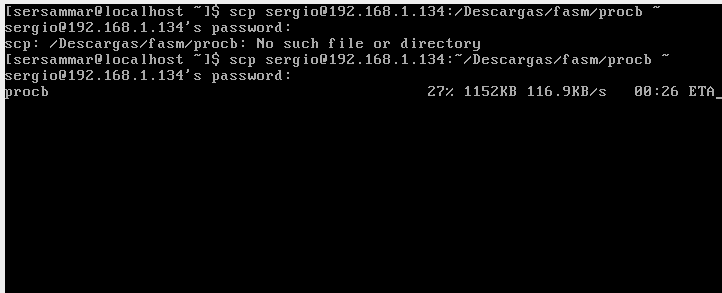 [sersammar@localhost ~]$ scp sergio@192.168.1.134:/Descargas/fasm/procb ~
sergio@192.168.1.134's password:
scp: /Descargas/fasm/procb: No such file or directory
[sersammar@localhost ~]$ scp sergio@192.168.1.134:~/Descargas/fasm/procb ~
sergio@192.168.1.134's password:
procb 27% 1152KB 116.9KB/s 00:26 ETA_